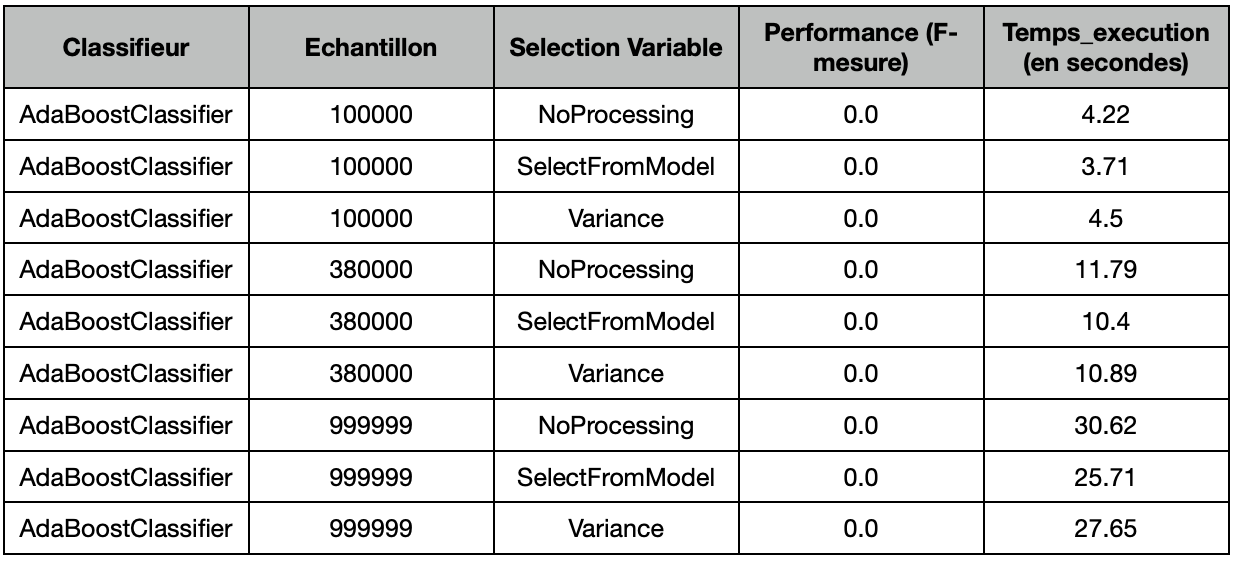 Classifieur Echantillon Selection Variable Performance (F-mesure) Temps_execution (en secondes)
AdaBoostClassifier 100000 NoProcessing 0.0 4.22
AdaBoostClassifier 100000 SelectFromModel 0.0 3.71
AdaBoostClassifier 100000 Variance 0.0 4.5
AdaBoostClassifier 380000 NoProcessing 0.0 11.79
AdaBoostClassifier 380000 SelectFromModel 0.0 10.4
AdaBoostClassifier 380000 Variance 0.0 10.89
AdaBoostClassifier 999999 NoProcessing 0.0 30.62
AdaBoostClassifier 999999 SelectFromModel 0.0 25.71
AdaBoostClassifier 999999 Variance 0.0 27.65